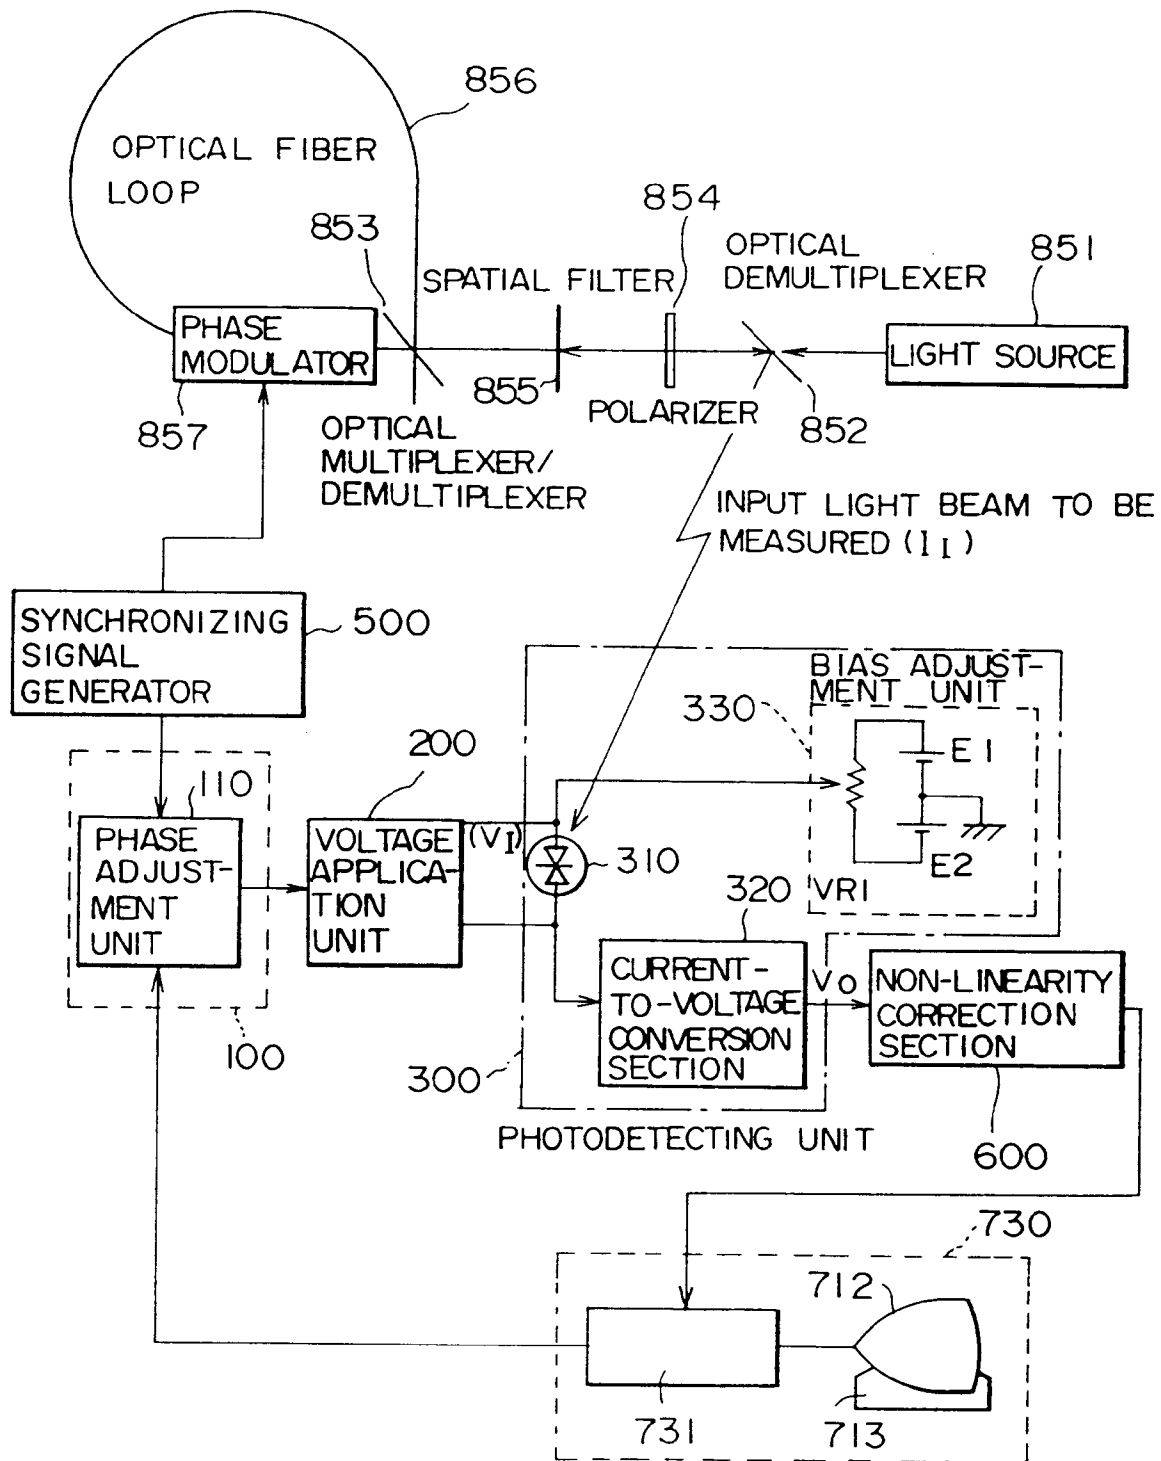 856
OPTICAL FIBER
LOOP
853
854
OPTICAL
DEMULTIPLEXER
851
SPATIAL FILTER
PHASE
MODULATOR
LIGHT SOURCE
855
POLARIZER
852
857
OPTICAL
MULTIPLEXER/
DEMULTIPLEXER
INPUT LIGHT BEAM TO BE
MEASURED (II)
SYNCHRONIZING
SIGNAL
GENERATOR
500
BIAS ADJUST-
MENT UNIT
330
E1
E2
VR1
200
110
PHASE
ADJUST-
MENT
UNIT
VOLTAGE
APPLICA-
TION
UNIT
(VI)
310
320
CURRENT-
TO-VOLTAGE
CONVERSION
SECTION
VO
NON-LINEARITY
CORRECTION
SECTION
100
300
PHOTODETECTING UNIT
600
730
712
731
713